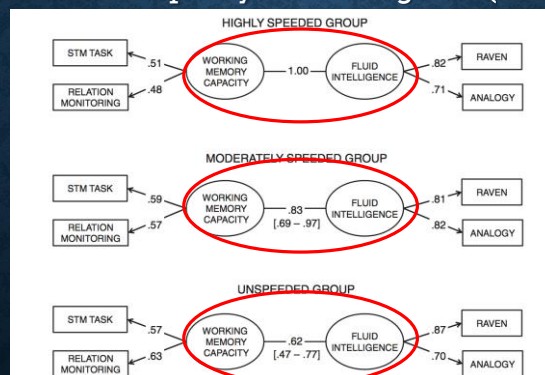 HIGHLY SPEEDED GROUP
STM TASK
.51
WORKING
MEMORY
CAPACITY
1.00
FLUID
INTELLIGENCE
.82
RAVEN
RELATION
MONITORING
.48
.71
ANALOGY
MODERATELY SPEEDED GROUP
STM TASK
.59
WORKING
MEMORY
CAPACITY
.83
[.69 – .97]
FLUID
INTELLIGENCE
.81
RAVEN
RELATION
MONITORING
.57
.82
ANALOGY
UNSPEEDED GROUP
STM TASK
.57
WORKING
MEMORY
CAPACITY
.62
[.47 – .77]
FLUID
INTELLIGENCE
.87
RAVEN
RELATION
MONITORING
.63
.70
ANALOGY